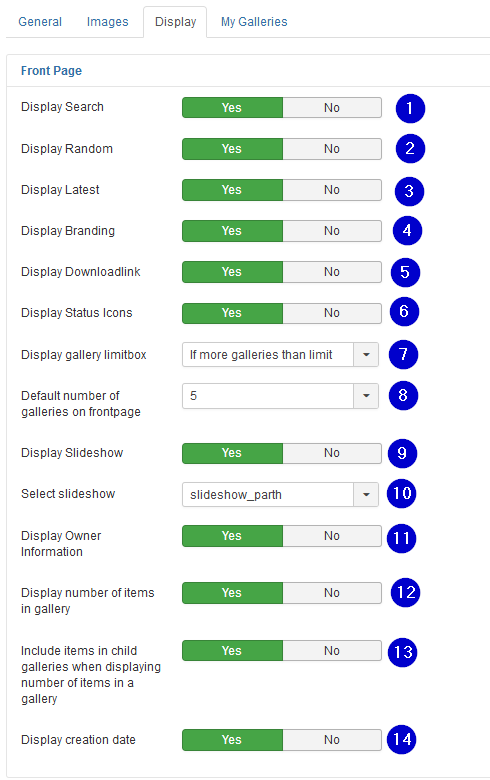 General Images Display My Galleries
Front Page
Display Search Yes No 1
Display Random Yes No 2
Display Latest Yes No 3
Display Branding Yes No 4
Display Downloadlink Yes No 5
Display Status Icons Yes No 6
Display gallery limitbox If more galleries than limit 7
Default number of 5 8
galleries on frontpage
Display Slideshow Yes No 9
Select slideshow slideshow_parth 10
Display Owner Yes No 11
Information
Display number of items Yes No 12
in gallery
Include items in child Yes No 13
galleries when displaying
number of items in a
gallery
Display creation date Yes No 14